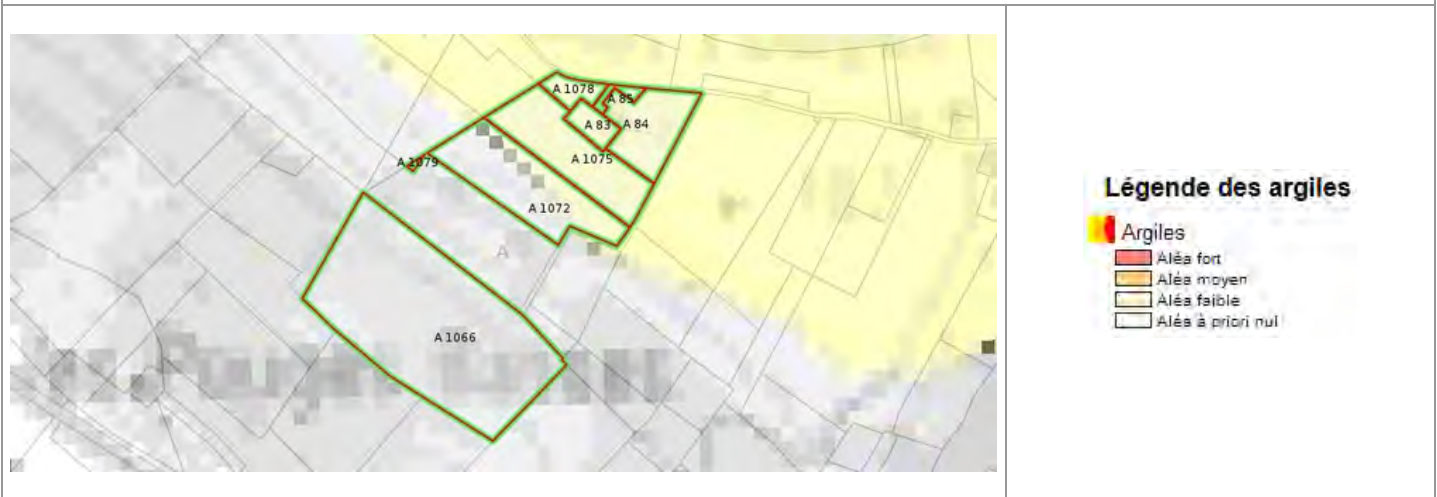 A 1078
A 85
A 83
A 84
A 1075
A 1079
A 1072
A
A 1066
Légende des argiles
Argiles
Aléa fort
Aléa moyen
Aléa faible
Aléa à priori nul